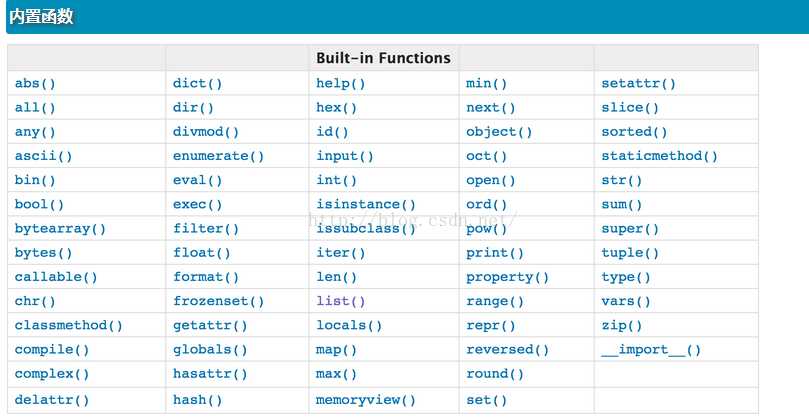 内置函数
Built-in Functions
abs() dict() help() min() setattr()
all() dir() hex() next() slice()
any() divmod() id() object() sorted()
ascii() enumerate() input() oct() staticmethod()
bin() eval() int() open() str()
bool() exec() isinstance() ord() sum()
http://blog.csdn.net/
bytearray() filter() issubclass() pow() super()
bytes() float() iter() print() tuple()
callable() format() len() property() type()
chr() frozenset() list() range() vars()
classmethod() getattr() locals() repr() zip()
compile() globals() map() reversed() __import__()
complex() hasattr() max() round()
delattr() hash() memoryview() set()